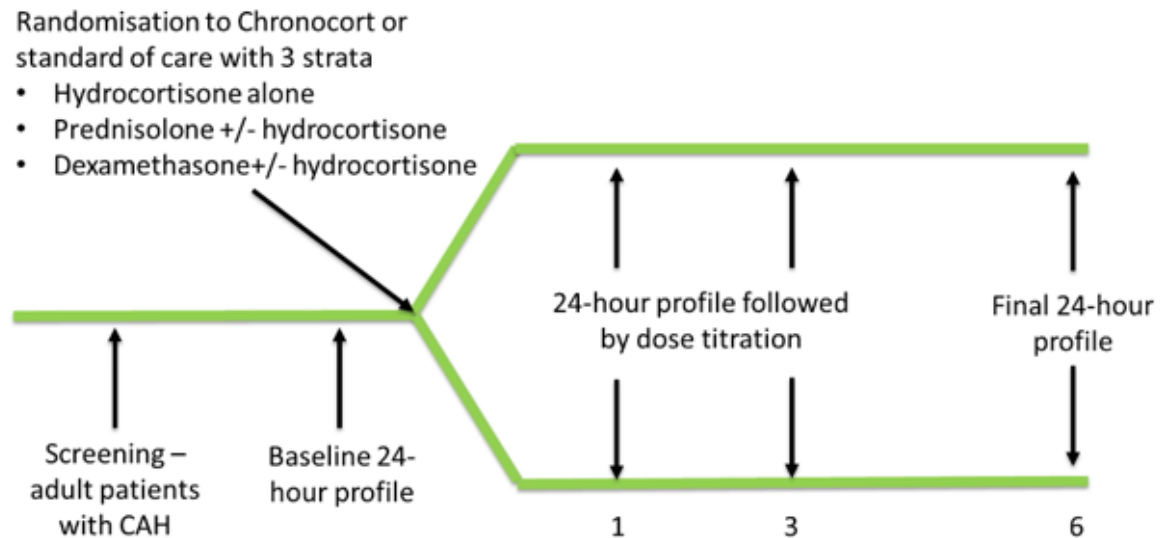 Randomisation to Chronocort or
standard of care with 3 strata
• Hydrocortisone alone
• Prednisolone +/- hydrocortisone
• Dexamethasone+/- hydrocortisone
24-hour profile followed
by dose titration
Final 24-hour
profile
Screening –
adult patients
with CAH
Baseline 24-
hour profile
1
3
6